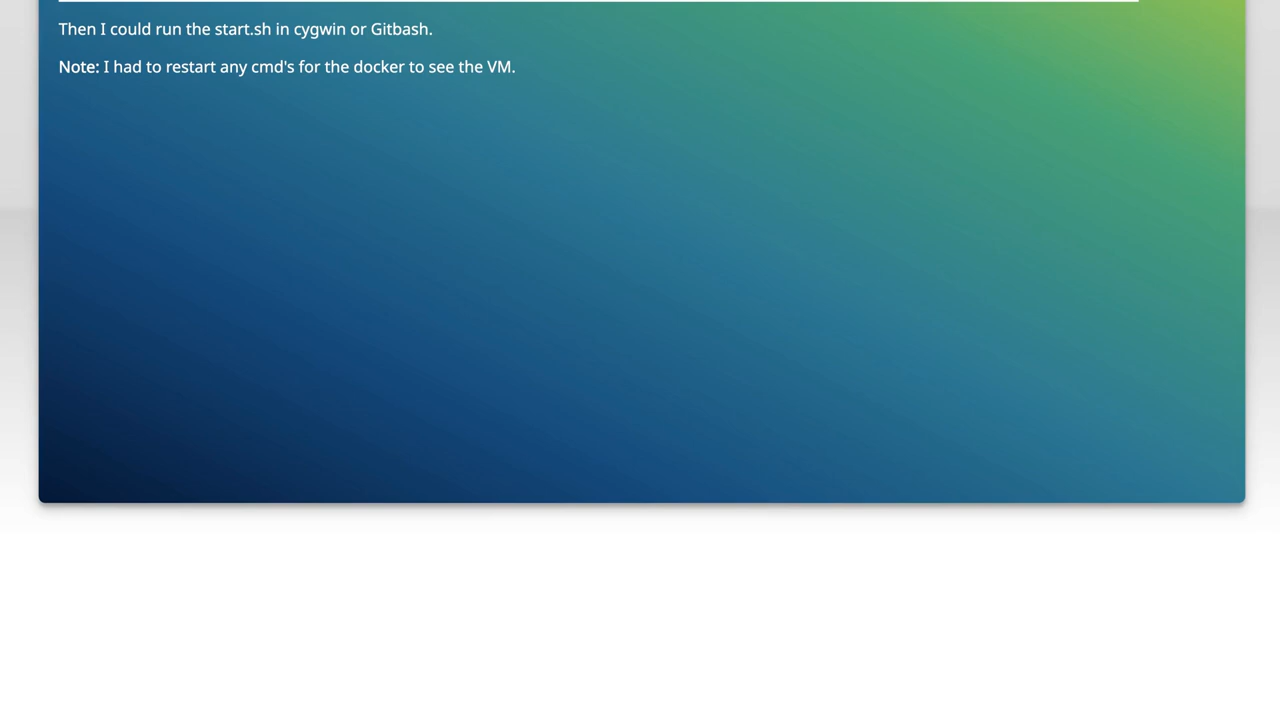 Then I could run the start.sh in cygwin or Gitbash.
Note: I had to restart any cmd's for the docker to see the VM.